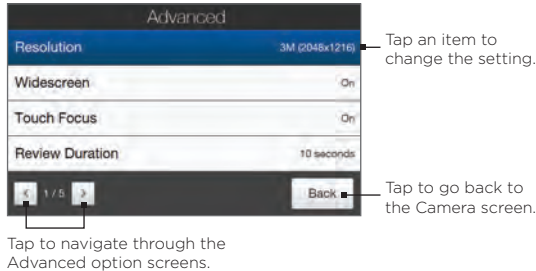 Advanced
Resolution 3M (2048x1216)
Tap an item to
change the setting.
Widescreen On
Touch Focus On
Review Duration 10 seconds
< 1/5 > Back
Tap to go back to
the Camera screen.
Tap to navigate through the
Advanced option screens.